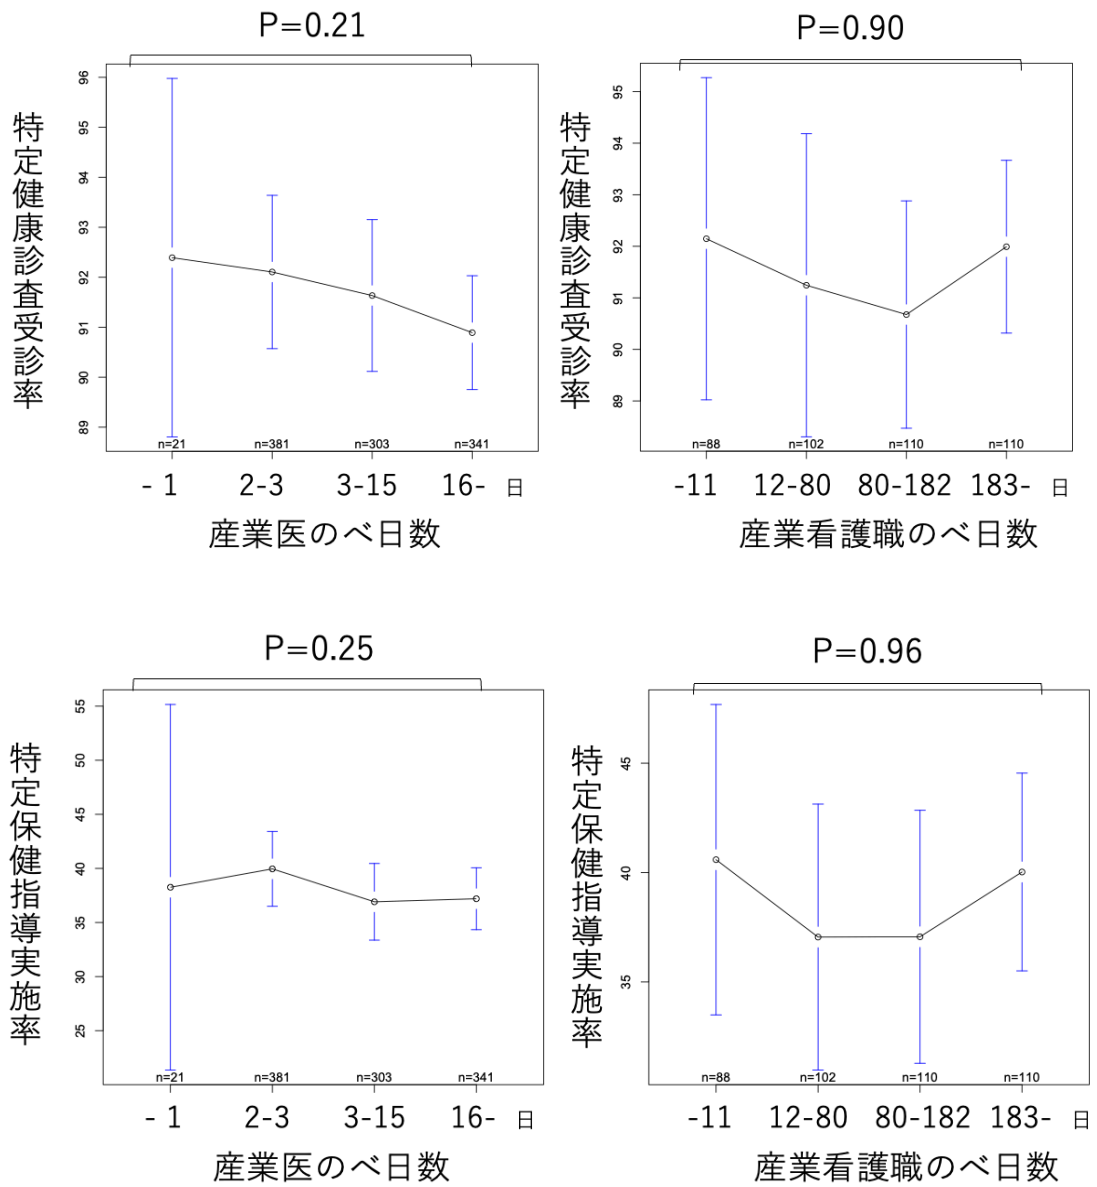 P=0.21
特定健康診査受診率
96
95
94
93
92
91
90
89
n=21 n=381 n=303 n=341
- 1 2-3 3-15 16- 日
産業医のべ日数
P=0.90
特定健康診査受診率
95
94
93
92
91
90
89
n=88 n=102 n=110 n=110
-11 12-80 80-182 183- 日
産業看護職のべ日数
P=0.25
特定保健指導実施率
55
50
45
40
35
30
25
n=21 n=381 n=303 n=341
- 1 2-3 3-15 16- 日
産業医のべ日数
P=0.96
特定保健指導実施率
45
40
35
n=88 n=102 n=110 n=110
-11 12-80 80-182 183- 日
産業看護職のべ日数